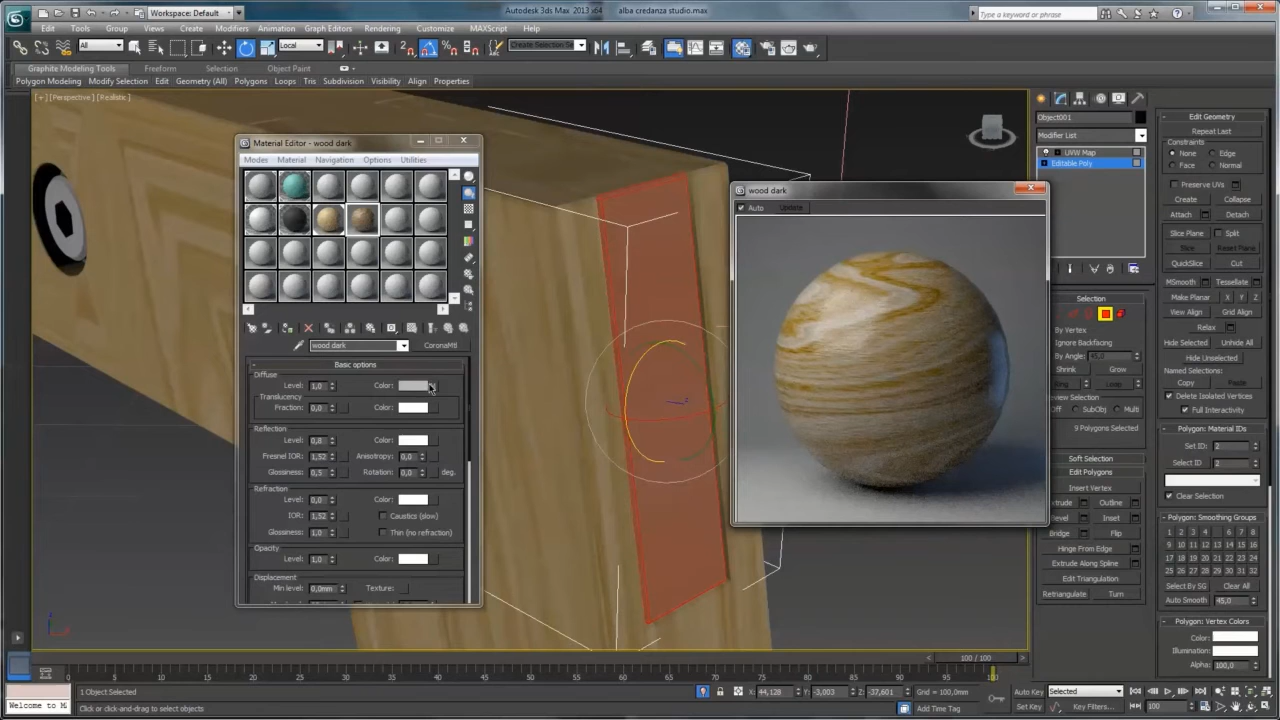 Autodesk 3ds Max 2013 x64 alba credanza studio.max
Workspace: Default
Type a keyword or phrase
Edit Tools Group Views Create Modifiers Animation Graph Editors Rendering Customize MAXScript Help
All Local Create Selection Se
Graphite Modeling Tools Freeform Selection Object Paint
Polygon Modeling Modify Selection Edit Geometry (All) Polygons Loops Tris Subdivision Visibility Align Properties
[+] [Perspective] [Realistic]
Material Editor - wood dark
Modes Material Navigation Options Utilities
wood dark CoronaMtl
Basic options
Diffuse
Level: 1,0 Color:
Translucency
Fraction: 0,0 Color:
Reflection
Level: 0,8 Color:
Fresnel IOR: 1,52 Anisotropy: 0,0
Glossiness: 0,5 Rotation: 0,0 deg.
Refraction
Level: 0,0 Color:
IOR: 1,52 Caustics (slow)
Glossiness: 1,0 Thin (no refraction)
Opacity
Level: 1,0 Color:
Displacement
Min level: 0,0mm Texture:
wood dark
Auto Update
Object001
Modifier List
UVW Map
Editable Poly
Selection
By Vertex
Ignore Backfacing
By Angle: 45,0
Shrink Grow
Ring Loop
Preview Selection
Off SubObj Multi
9 Polygons Selected
Soft Selection
Edit Polygons
Insert Vertex
Extrude Outline
Bevel Inset
Bridge Flip
Hinge From Edge
Extrude Along Spline
Edit Triangulation
Retriangulate Turn
Edit Geometry
Repeat Last
Constraints
None Edge
Face Normal
Preserve UVs
Create Collapse
Attach Detach
Slice Plane Split
Slice Reset Plane
QuickSlice Cut
MSmooth Tessellate
Make Planar X Y Z
View Align Grid Align
Relax
Hide Selected Unhide All
Hide Unselected
Named Selections:
Copy Paste
Delete Isolated Vertices
Full Interactivity
Polygon: Material IDs
Set ID: 2
Select ID 2
Clear Selection
Polygon: Smoothing Groups
1 2 3 4 5 6 7 8
9 10 11 12 13 14 15 16
17 18 19 20 21 22 23 24
25 26 27 28 29 30 31 32
Select By SG Clear All
Auto Smooth 45,0
Polygon: Vertex Colors
Color:
Illumination:
Alpha: 100,0
100 / 100
0 5 10 15 20 25 30 35 40 45 50 55 60 65 70 75 80 85 90 95 100
1 Object Selected X: 44,128 Y: -3,003 Z: -37,601 Grid = 100,0mm Auto Key Selected
Welcome to M Click or click-and-drag to select objects Add Time Tag Set Key Key Filters... 100